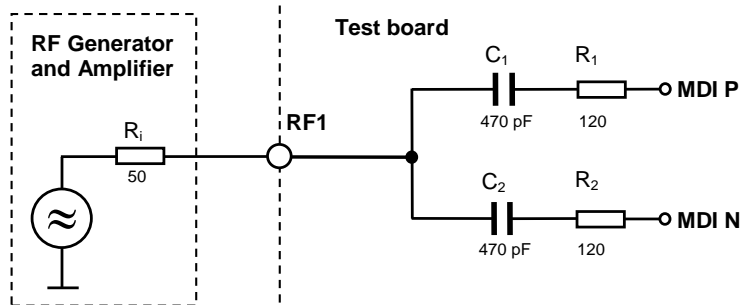 RF Generator
and Amplifier
Test board
Ri
50
RF1
C1
470 pF
R1
120
MDI P
C2
470 pF
R2
120
MDI N